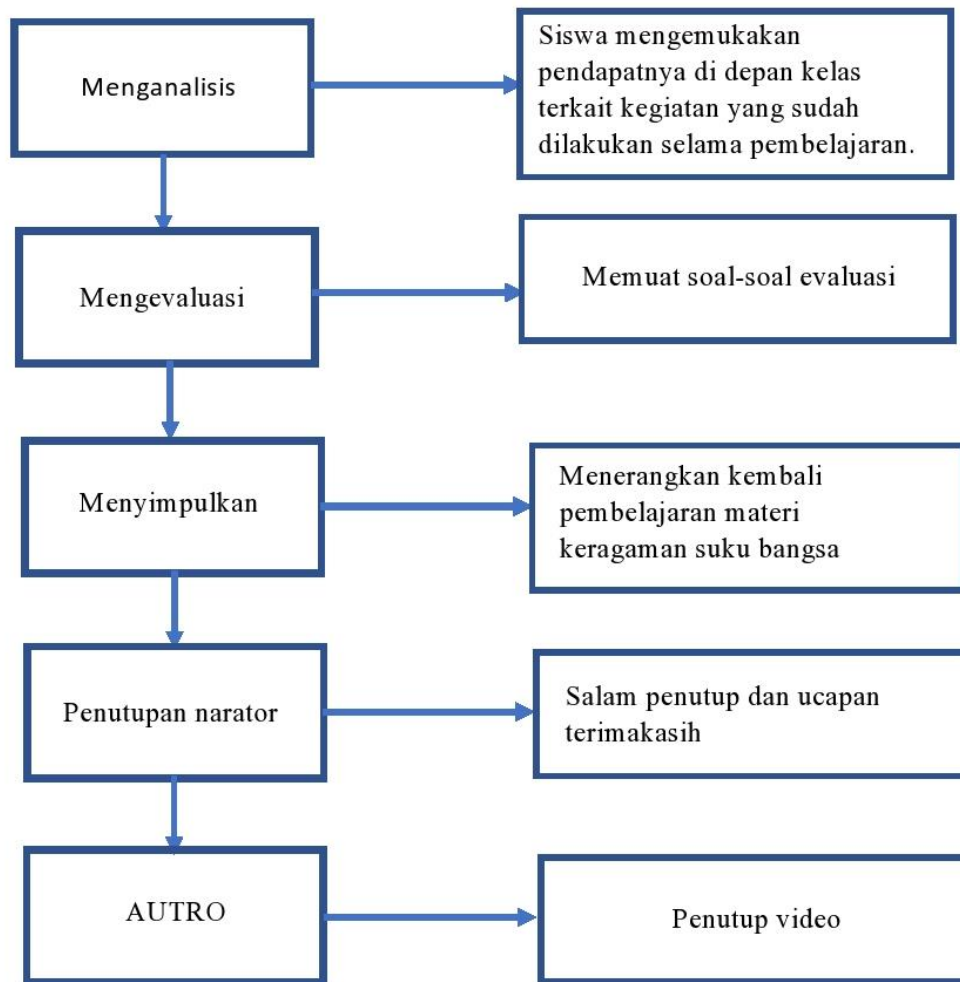 Menganalisis
Siswa mengemukakan
pendapatnya di depan kelas
terkait kegiatan yang sudah
dilakukan selama pembelajaran.
Mengevaluasi
Memuat soal-soal evaluasi
Menyimpulkan
Menerangkan kembali
pembelajaran materi
keragaman suku bangsa
Penutupan narator
Salam penutup dan ucapan
terimakasih
AUTRO
Penutup video